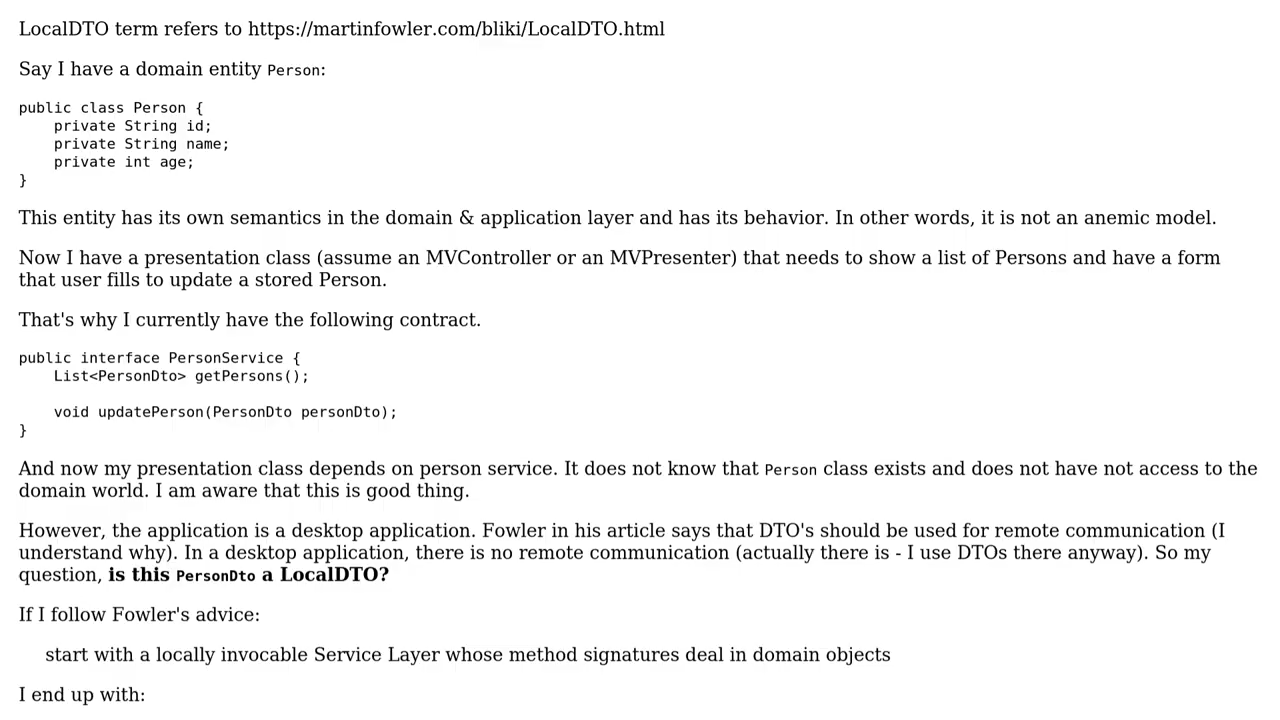 LocalDTO term refers to https://martinfowler.com/bliki/LocalDTO.html
Say I have a domain entity Person:
public class Person {
    private String id;
    private String name;
    private int age;
}
This entity has its own semantics in the domain & application layer and has its behavior. In other words, it is not an anemic model.
Now I have a presentation class (assume an MVController or an MVPresenter) that needs to show a list of Persons and have a form
that user fills to update a stored Person.
That's why I currently have the following contract.
public interface PersonService {
    List<PersonDto> getPersons();
    void updatePerson(PersonDto personDto);
}
And now my presentation class depends on person service. It does not know that Person class exists and does not have not access to the
domain world. I am aware that this is good thing.
However, the application is a desktop application. Fowler in his article says that DTO's should be used for remote communication (I
understand why). In a desktop application, there is no remote communication (actually there is - I use DTOs there anyway). So my
question, is this PersonDto a LocalDTO?
If I follow Fowler's advice:
start with a locally invocable Service Layer whose method signatures deal in domain objects
I end up with: